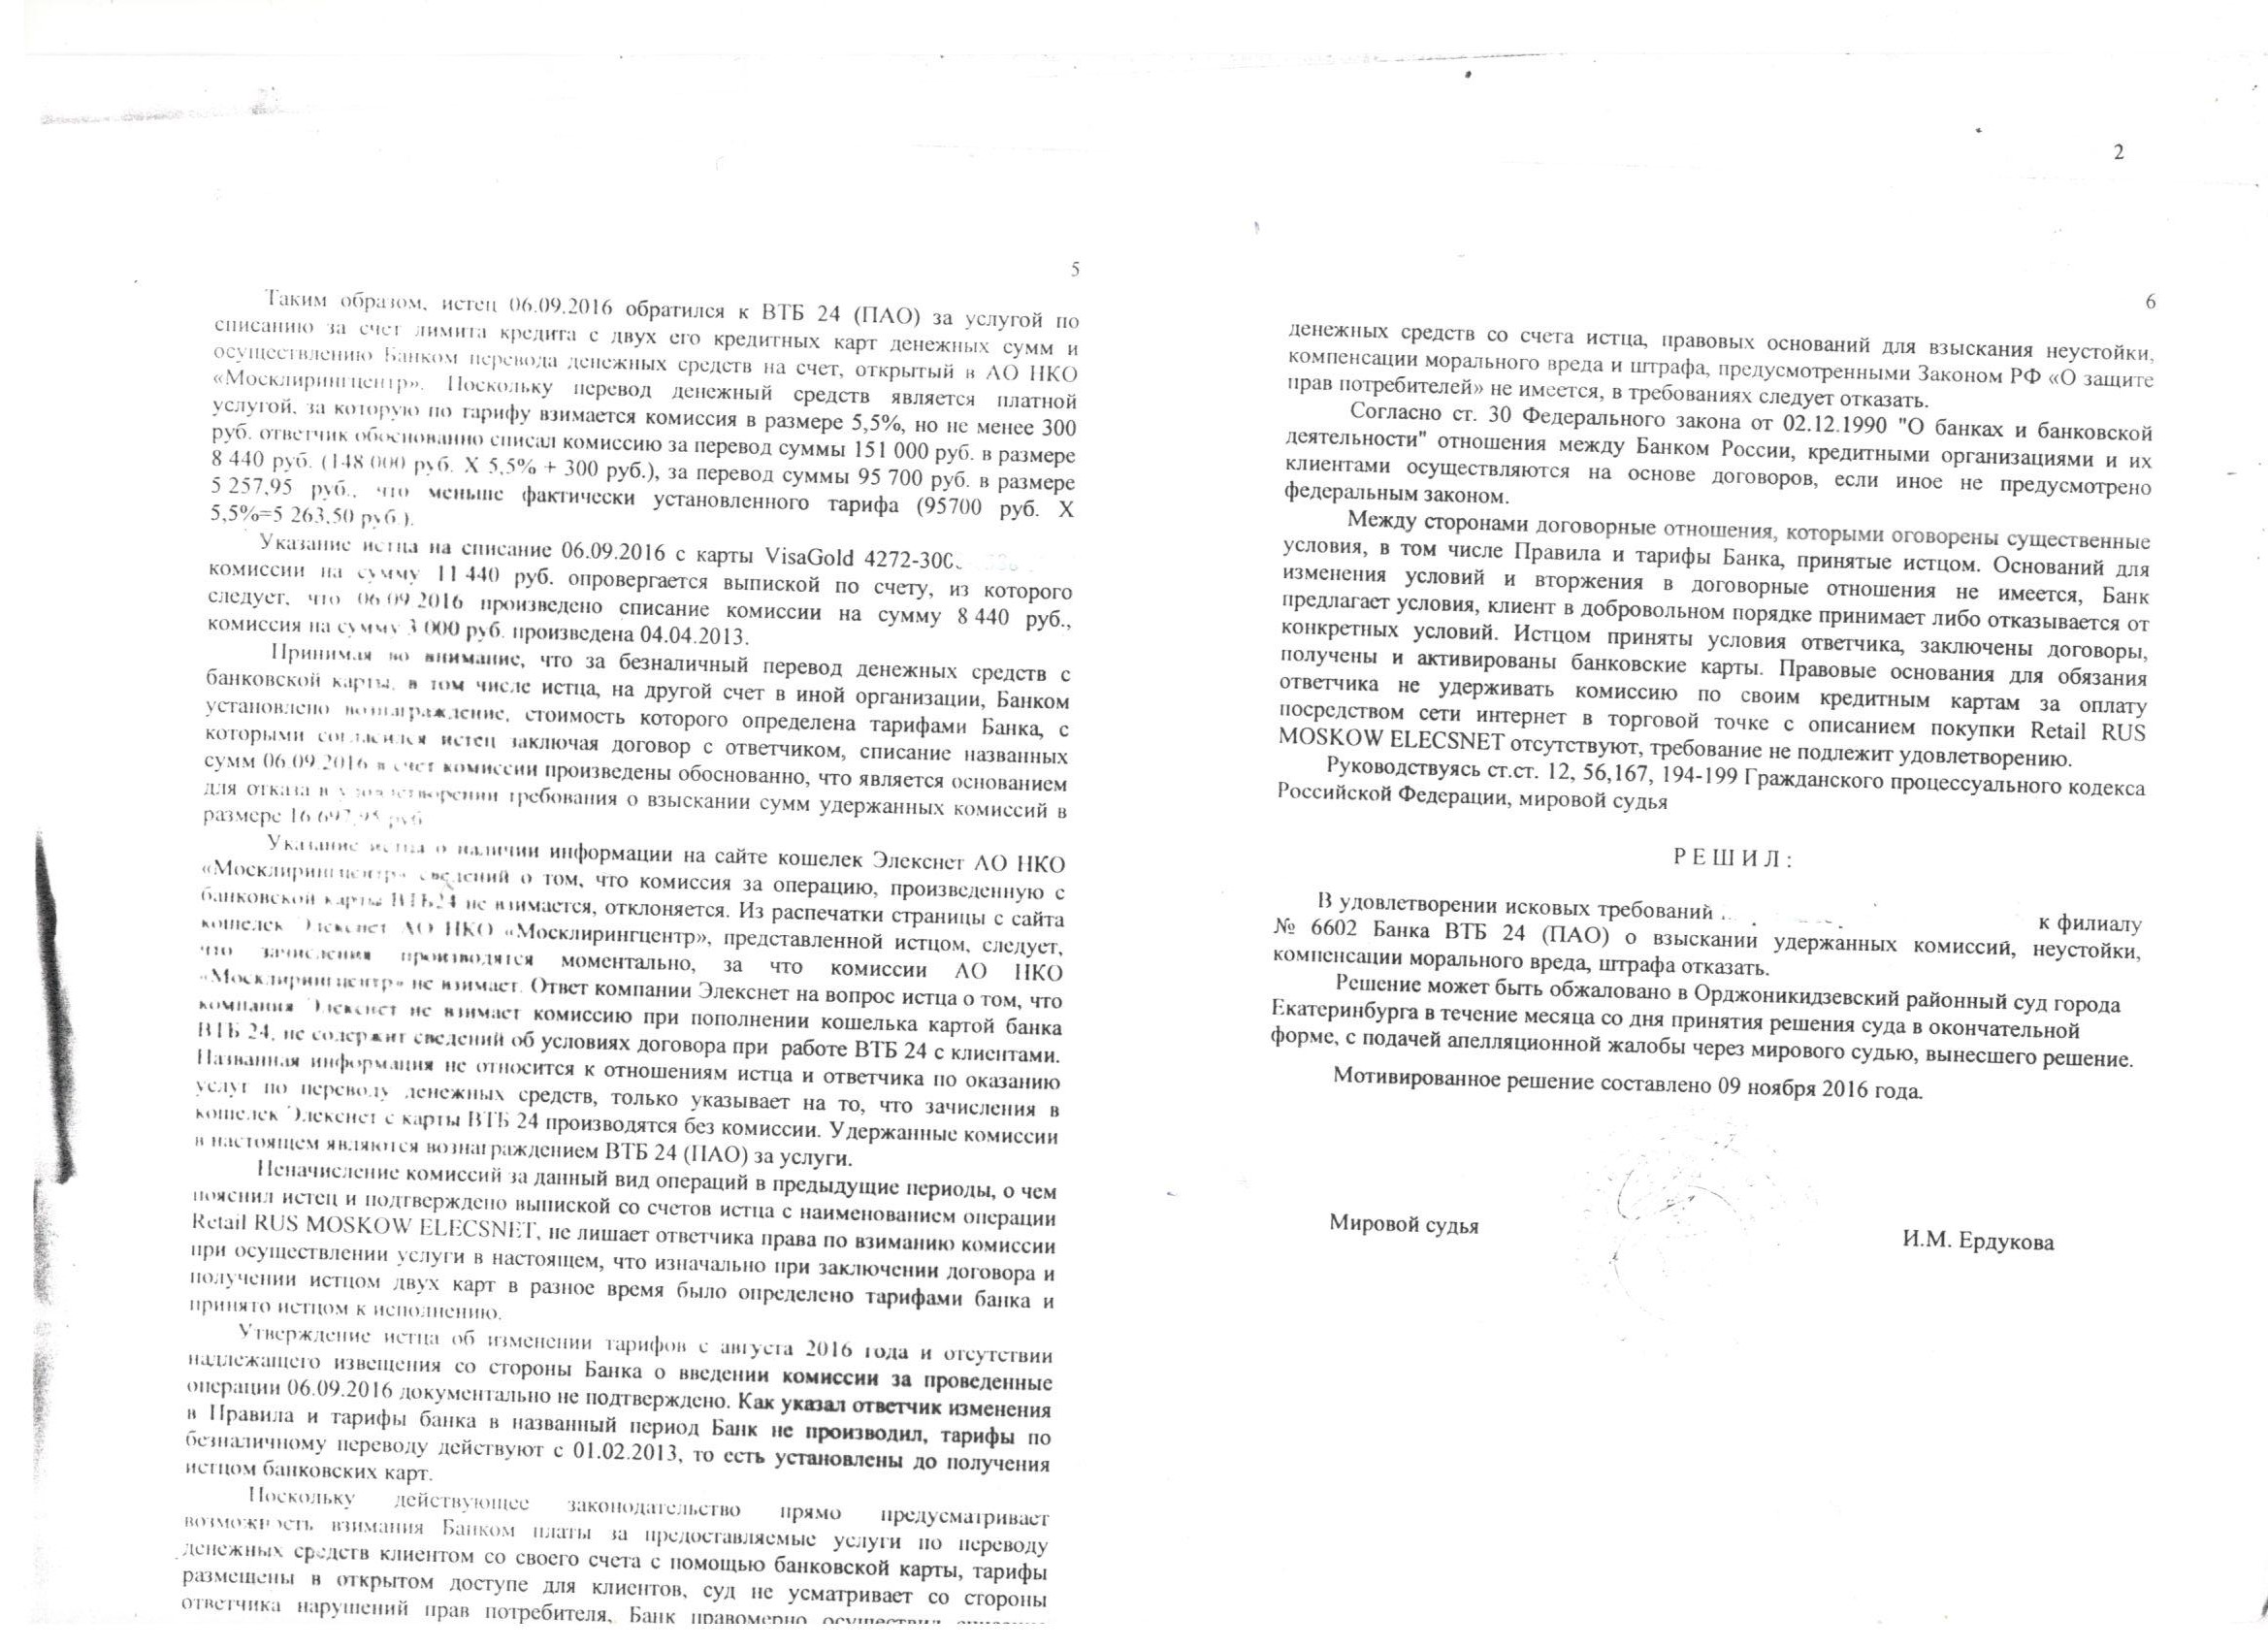 5
Таким образом, истец 06.09.2016 обратился к ВТБ 24 (ПАО) за услугой по
списанию за счет лимита кредита с двух его кредитных карт денежных сумм и
осуществлению Банком перевода денежных средств на счет, открытый в АО НКО
«Москлирингцентр». Поскольку перевод денежный средств является платной
услугой, за которую по тарифу взимается комиссия в размере 5,5%, но не менее 300
руб. ответчик обоснованно списал комиссию за перевод суммы 151 000 руб. в размере
8 440 руб. (148 000 руб. Х 5,5% + 300 руб.), за перевод суммы 95 700 руб. в размере
5 257,95 руб., что меньше фактически установленного тарифа (95700 руб. Х
5,5%=5 263,50 руб.).
Указание истца на списание 06.09.2016 с карты VisaGold 4272-300
комиссии на сумму 11 440 руб. опровергается выпиской по счету, из которого
следует, что 06.09.2016 произведено списание комиссии на сумму 8 440 руб.,
комиссия на сумму 3 000 руб. произведена 04.04.2013.
Принимая во внимание, что за безналичный перевод денежных средств с
банковской карты, в том числе истца, на другой счет в иной организации, Банком
установлено вознаграждение, стоимость которого определена тарифами Банка, с
которыми согласился истец заключая договор с ответчиком, списание названных
сумм 06.09.2016 в счет комиссии произведены обоснованно, что является основанием
для отказа в удовлетворении требования о взыскании сумм удержанных комиссий в
размере 16 697,95 руб
Указание истца о наличии информации на сайте кошелек Элекснет АО НКО
«Москлирингцентр» сведений о том, что комиссия за операцию, произведенную с
банковской карты ВТБ24 не взимается, отклоняется. Из распечатки страницы с сайта
кошелек Элекснет АО НКО «Москлирингцентр», представленной истцом, следует,
что зачисления производятся моментально, за что комиссии АО НКО
«Москлирингцентр» не взимает. Ответ компании Элекснет на вопрос истца о том, что
компания Элекснет не взимает комиссию при пополнении кошелька картой банка
ВТБ 24, не содержит сведений об условиях договора при работе ВТБ 24 с клиентами.
Названная информация не относится к отношениям истца и ответчика по оказанию
услуг по переводу денежных средств, только указывает на то, что зачисления в
кошелек Элекснет с карты ВТБ 24 производятся без комиссии. Удержанные комиссии
в настоящем являются вознаграждением ВТБ 24 (ПАО) за услуги.
Неначисление комиссий за данный вид операций в предыдущие периоды, о чем
пояснил истец и подтверждено выпиской со счетов истца с наименованием операции
Retail RUS MOSKOW ELECSNET, не лишает ответчика права по взиманию комиссии
при осуществлении услуги в настоящем, что изначально при заключении договора и
получении истцом двух карт в разное время было определено тарифами банка и
принято истцом к исполнению.
Утверждение истца об изменении тарифов с августа 2016 года и отсутствии
надлежащего извещения со стороны Банка о введении комиссии за проведенные
операции 06.09.2016 документально не подтверждено. Как указал ответчик изменения
в Правила и тарифы банка в названный период Банк не производил, тарифы по
безналичному переводу действуют с 01.02.2013, то есть установлены до получения
истцом банковских карт.
Поскольку действующее законодательство прямо предусматривает
возможность взимания Банком платы за предоставляемые услуги по переводу
денежных средств клиентом со своего счета с помощью банковской карты, тарифы
размещены в открытом доступе для клиентов, суд не усматривает со стороны
ответчика нарушений прав потребителя, Банк правомерно осуществил списание
2
6
денежных средств со счета истца, правовых оснований для взыскания неустойки,
компенсации морального вреда и штрафа, предусмотренными Законом РФ «О защите
прав потребителей» не имеется, в требованиях следует отказать.
Согласно ст. 30 Федерального закона от 02.12.1990 "О банках и банковской
деятельности" отношения между Банком России, кредитными организациями и их
клиентами осуществляются на основе договоров, если иное не предусмотрено
федеральным законом.
Между сторонами договорные отношения, которыми оговорены существенные
условия, в том числе Правила и тарифы Банка, принятые истцом. Оснований для
изменения условий и вторжения в договорные отношения не имеется, Банк
предлагает условия, клиент в добровольном порядке принимает либо отказывается от
конкретных условий. Истцом приняты условия ответчика, заключены договоры,
получены и активированы банковские карты. Правовые основания для обязания
ответчика не удерживать комиссию по своим кредитным картам за оплату
посредством сети интернет в торговой точке с описанием покупки Retail RUS
MOSKOW ELECSNET отсутствуют, требование не подлежит удовлетворению.
Руководствуясь ст.ст. 12, 56,167, 194-199 Гражданского процессуального кодекса
Российской Федерации, мировой судья
Р Е Ш И Л :
В удовлетворении исковых требований к филиалу
№ 6602 Банка ВТБ 24 (ПАО) о взыскании удержанных комиссий, неустойки,
компенсации морального вреда, штрафа отказать.
Решение может быть обжаловано в Орджоникидзевский районный суд города
Екатеринбурга в течение месяца со дня принятия решения суда в окончательной
форме, с подачей апелляционной жалобы через мирового судью, вынесшего решение.
Мотивированное решение составлено 09 ноября 2016 года.
Мировой судья
И.М. Ердукова